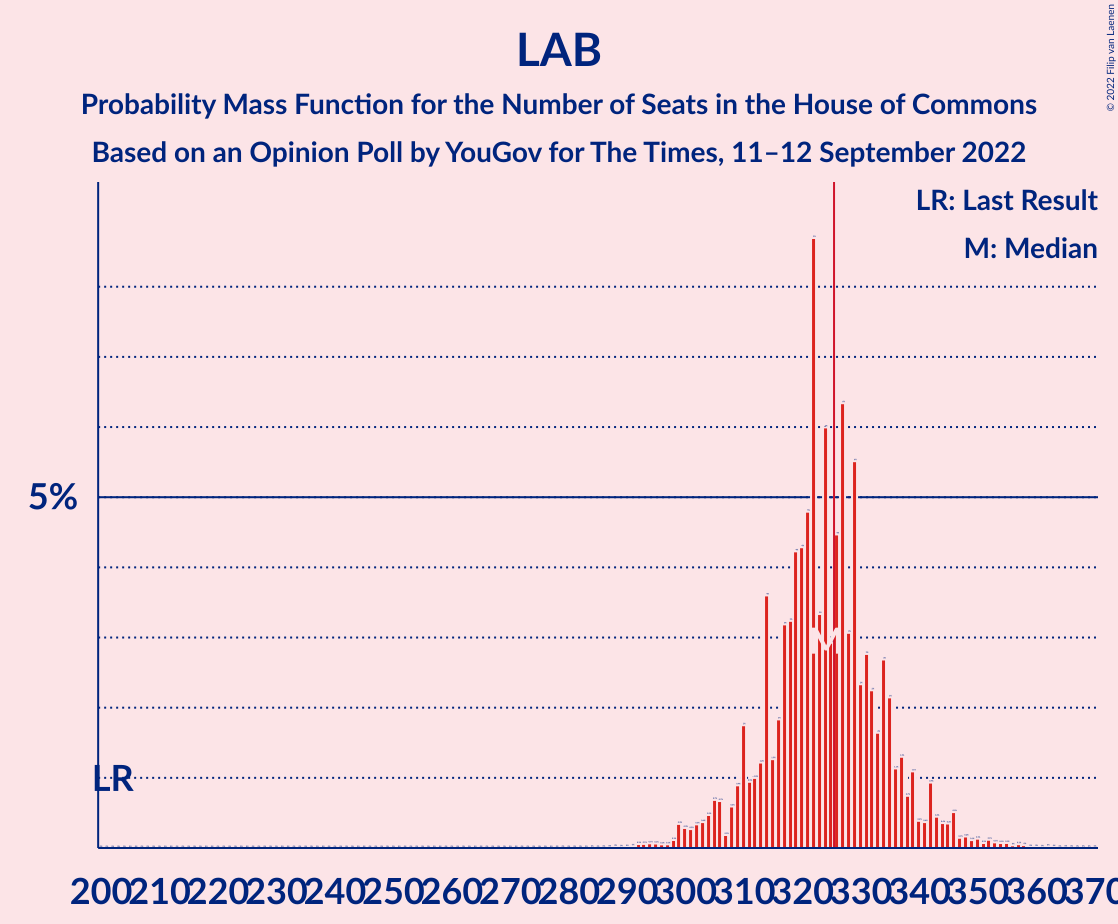 LAB
Probability Mass Function for the Number of Seats in the House of Commons
Based on an Opinion Poll by YouGov for The Times, 11–12 September 2022
© 2022 Filip van Laenen
LR: Last Result
M: Median
5%
M
LR
200 210 220 230 240 250 260 270 280 290 300 310 320 330 340 350 360 370